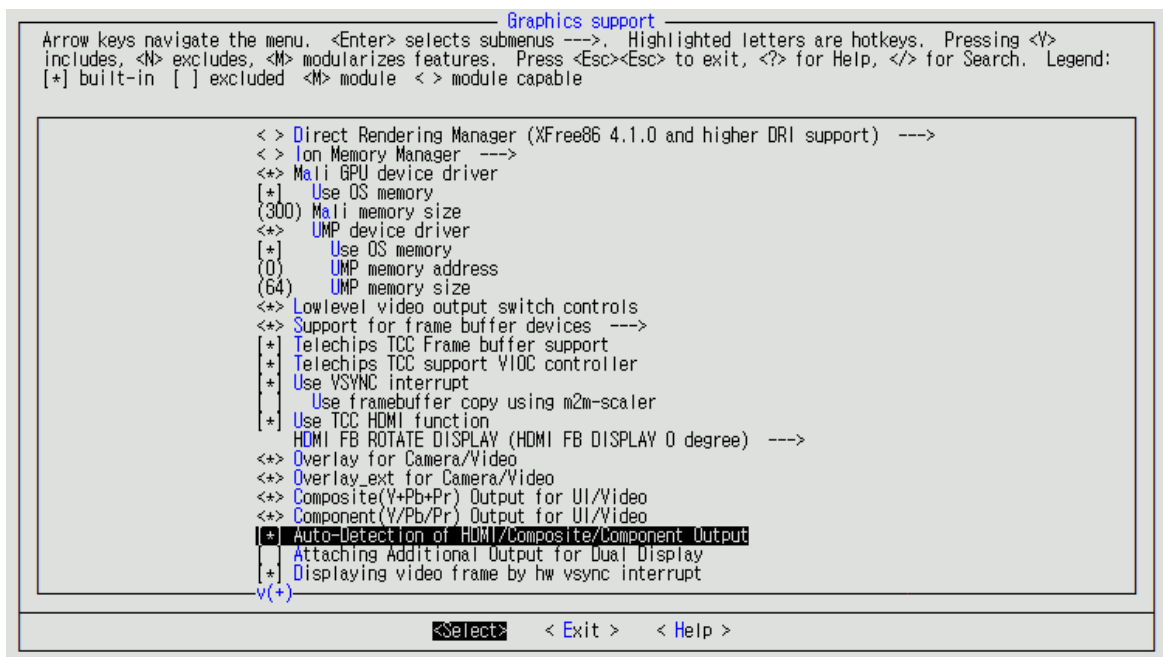 Graphics support
Arrow keys navigate the menu.  <Enter> selects submenus --->.  Highlighted letters are hotkeys.  Pressing <Y>
includes, <N> excludes, <M> modularizes features.  Press <Esc><Esc> to exit, <?> for Help, </> for Search.  Legend:
[*] built-in  [ ] excluded  <M> module  < > module capable
< > Direct Rendering Manager (XFree86 4.1.0 and higher DRI support)  --->
< > Ion Memory Manager  --->
<*> Mali GPU device driver
[*]   Use OS memory
(300) Mali memory size
<*>   UMP device driver
[*]     Use OS memory
(0)     UMP memory address
(64)    UMP memory size
<*> Lowlevel video output switch controls
<*> Support for frame buffer devices  --->
[*] Telechips TCC Frame buffer support
[*] Telechips TCC support VIOC controller
[*] Use VSYNC interrupt
[ ]   Use framebuffer copy using m2m-scaler
[*] Use TCC HDMI function
HDMI FB ROTATE DISPLAY (HDMI FB DISPLAY 0 degree)  --->
<*> Overlay for Camera/Video
<*> Overlay_ext for Camera/Video
<*> Composite(Y+Pb+Pr) Output for UI/Video
<*> Component(Y/Pb/Pr) Output for UI/Video
[*] Auto-Detection of HDMI/Composite/Component Output
[ ] Attaching Additional Output for Dual Display
[*] Displaying video frame by hw vsync interrupt
v(+)
<Select>    < Exit >    < Help >